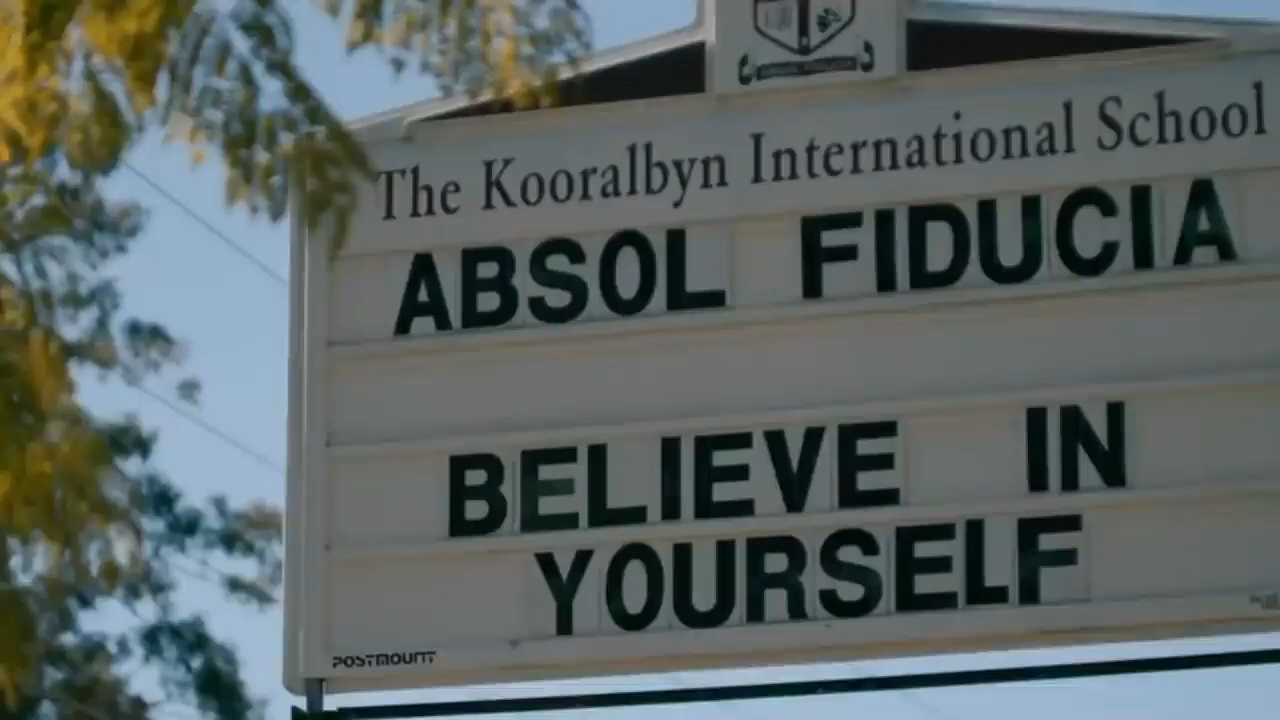 The Kooralbyn International School
ABSOL FIDUCIA
BELIEVE IN
YOURSELF
POSTMOUNT